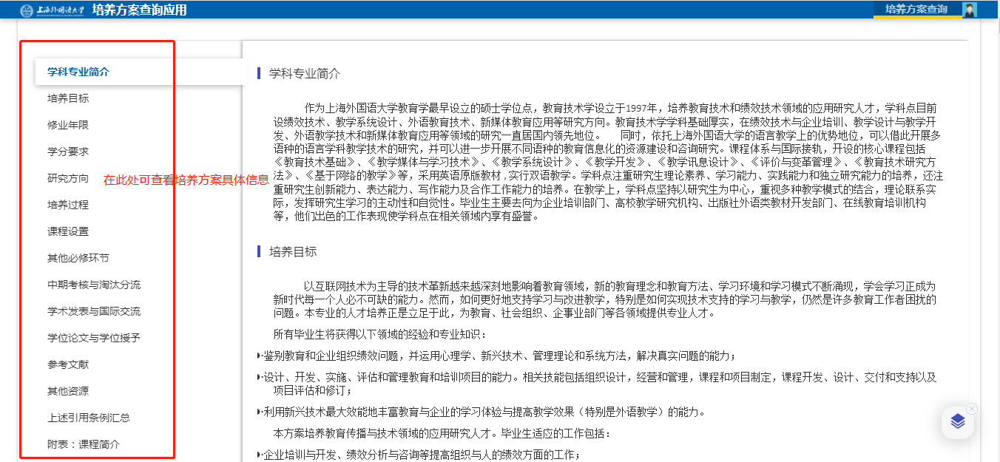 上海外国语大学 培养方案查询应用 培养方案查询
学科专业简介
培养目标
修业年限
学分要求
研究方向
培养过程
课程设置
其他必修环节
中期考核与淘汰分流
学术发表与国际交流
学位论文与学位授予
参考文献
其他资源
上述引用条例汇总
附表：课程简介
在此处可查看培养方案具体信息
学科专业简介
作为上海外国语大学教育学最早设立的硕士学位点，教育技术学设立于1997年，培养教育技术和绩效技术领域的应用研究人才，学科点目前
设绩效技术、教学系统设计、外语教育技术、新媒体教育应用等研究方向。教育技术学学科基础厚实，在绩效技术与企业培训、教学设计与教学开
发、外语教学技术和新媒体教育应用等领域的研究一直居国内领先地位。 同时，依托上海外国语大学的语言教学上的优势地位，可以借此开展多
语种的语言学科教学技术的研究，并可以进一步开展不同语种的教育信息化的资源建设和咨询研究。课程体系与国际接轨，开设的核心课程包括
《教育技术基础》、《教学媒体与学习技术》、《教学系统设计》、《教学开发》、《教学讯息设计》、《评价与变革管理》、《教育技术研究方
法》、《基于网络的教学》等，采用英语原版教材,实行双语教学。学科点注重研究生理论素养、学习能力、实践能力和独立研究能力的培养，还注
重研究生创新能力、表达能力、写作能力及合作工作能力的培养。在教学上，学科点坚持以研究生为中心，重视多种教学模式的结合，理论联系实
际，发挥研究生学习的主动性和自觉性。毕业生主要去向为企业培训部门、高校教学研究机构、出版社外语类教材开发部门、在线教育培训机构
等，他们出色的工作表现使学科点在相关领域内享有盛誉。
培养目标
以互联网技术为主导的技术革新越来越深刻地影响着教育领域，新的教育理念和教育方法、学习环境和学习模式不断涌现，学会学习正成为
新时代每一个人必不可缺的能力。然而，如何更好地支持学习与改进教学，特别是如何实现技术支持的学习与教学，仍然是许多教育工作者困扰的
问题。本专业的人才培养正是立足于此，为教育、社会组织、企事业部门等各领域提供专业人才。
所有毕业生将获得以下领域的经验和专业知识：
·鉴别教育和企业组织绩效问题，并运用心理学、新兴技术、管理理论和系统方法，解决真实问题的能力；
·设计、开发、实施、评估和管理教育和培训项目的能力。相关技能包括组织设计，经营和管理，课程和项目制定，课程开发、设计、交付和支持以及
项目评估和修订；
·利用新兴技术最大效能地丰富教育与企业的学习体验与提高教学效果（特别是外语教学）的能力。
本方案培养教育传播与技术领域的应用研究人才。毕业生适应的工作包括：
·企业培训与开发、绩效分析与咨询等提高组织与人的绩效方面的工作；